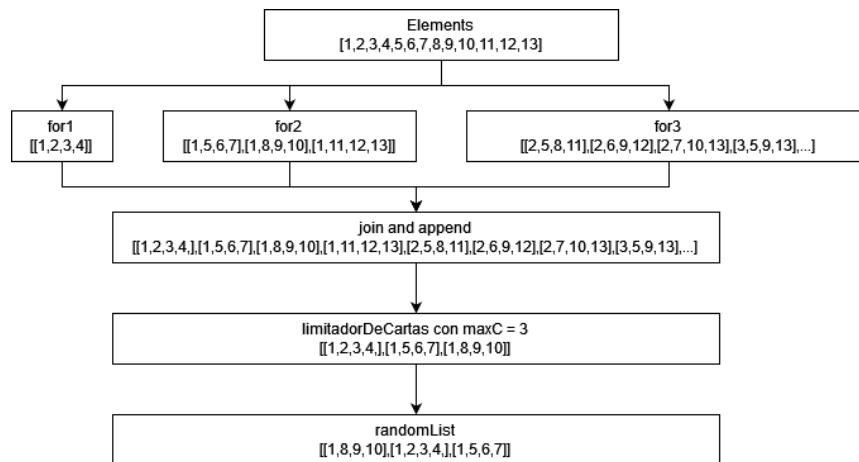 Elements
[1,2,3,4,5,6,7,8,9,10,11,12,13]
for1
[[1,2,3,4]]
for2
[[1,5,6,7],[1,8,9,10],[1,11,12,13]]
for3
[[2,5,8,11],[2,6,9,12],[2,7,10,13],[3,5,9,13],...]
join and append
[[1,2,3,4,],[1,5,6,7],[1,8,9,10],[1,11,12,13],[2,5,8,11],[2,6,9,12],[2,7,10,13],[3,5,9,13],...]
limitadorDeCartas con maxC = 3
[[1,2,3,4,],[1,5,6,7],[1,8,9,10]]
randomList
[[1,8,9,10],[1,2,3,4,],[1,5,6,7]]